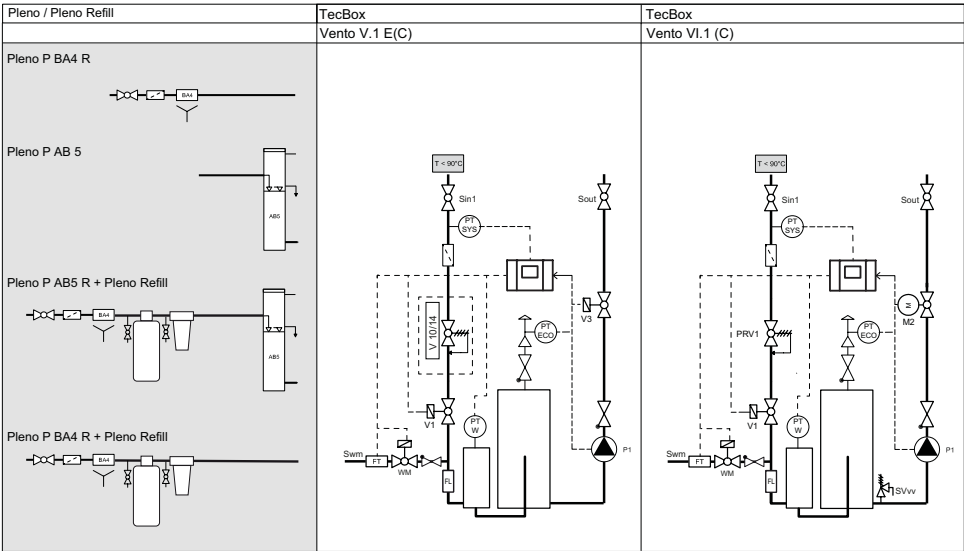 Pleno / Pleno Refill
TecBox
TecBox
Vento V.1 E(C)
Vento VI.1 (C)
Pleno P BA4 R
BA4
Pleno P AB 5
AB5
Pleno P AB5 R + Pleno Refill
BA4
AB5
Pleno P BA4 R + Pleno Refill
BA4
T < 90°C
Sin1
Sout
PT
SYS
V 10/14
V3
PT
ECO
V1
PT
W
Swm
FT
WM
FL
P1
T < 90°C
Sin1
Sout
PT
SYS
M
M2
PRV1
PT
ECO
V1
PT
W
Swm
FT
WM
FL
P1
SVvv